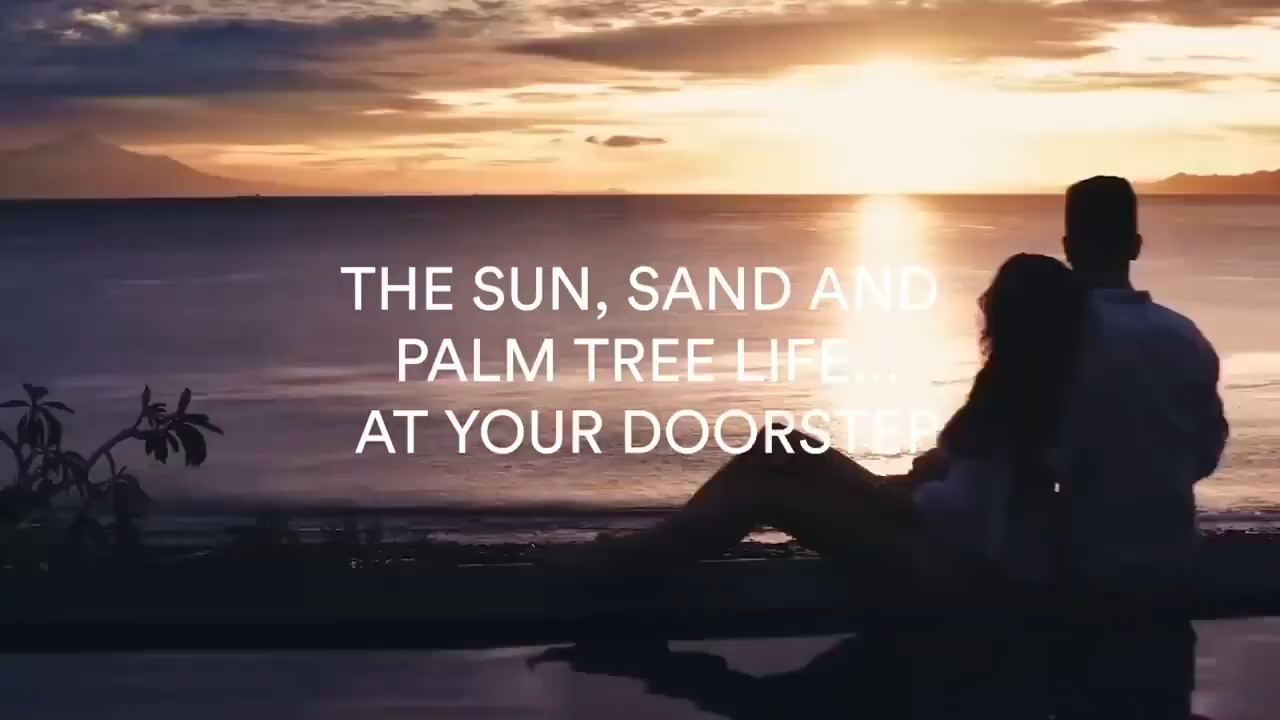 THE SUN, SAND AND
PALM TREE LIFE...
AT YOUR DOORSTEP